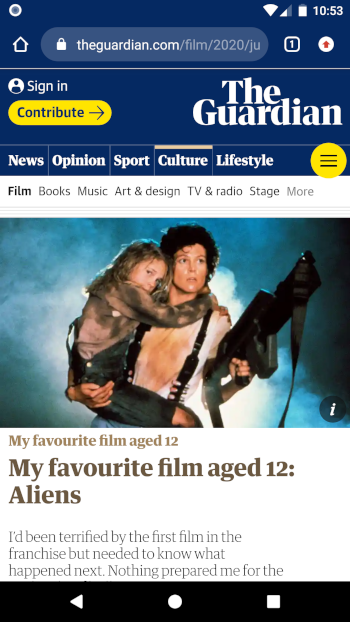 10:53
theguardian.com/film/2020/ju
1
Sign in
Contribute
The
Guardian
News Opinion Sport Culture Lifestyle
Film Books Music Art & design TV & radio Stage More
i
My favourite film aged 12
My favourite film aged 12:
Aliens
I'd been terrified by the first film in the
franchise but needed to know what
happened next. Nothing prepared me for the